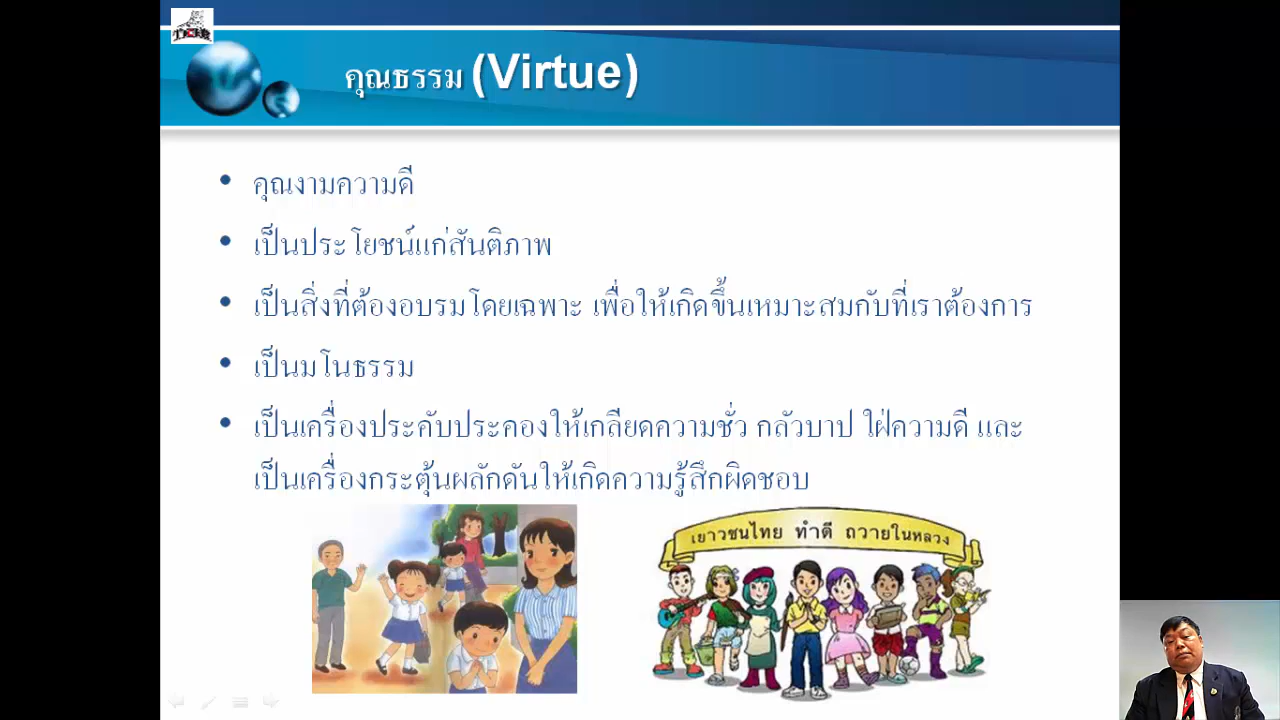 คุณธรรม (Virtue)
• คุณงามความดี
• เป็นประโยชน์แก่สันติภาพ
• เป็นสิ่งที่ต้องอบรมโดยเฉพาะ เพื่อให้เกิดขึ้นเหมาะสมกับที่เราต้องการ
• เป็นมโนธรรม
• เป็นเครื่องประคับประคองให้เกลียดความชั่ว กลัวบาป ใฝ่ความดี และ
เป็นเครื่องกระตุ้นผลักดันให้เกิดความรู้สึกผิดชอบ
เยาวชนไทย ทำดี ถวายในหลวง